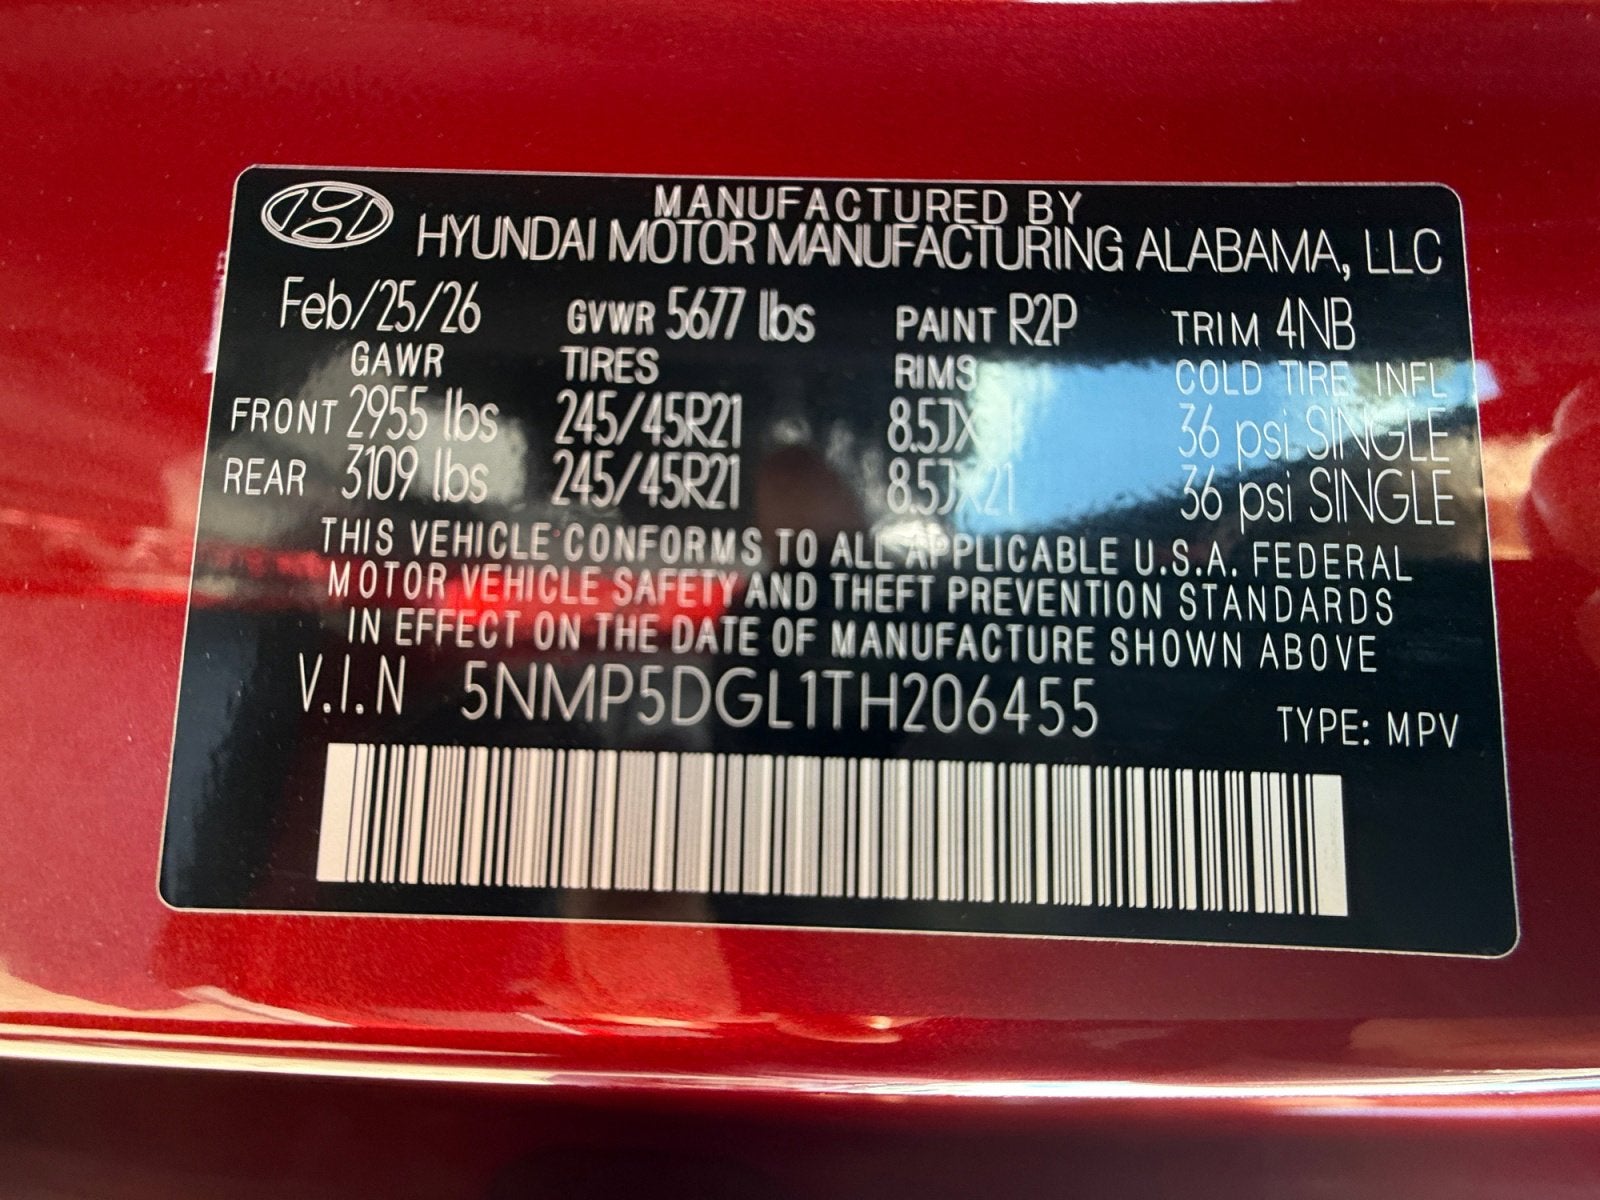 MANUFACTURED BY
HYUNDAI MOTOR MANUFACTURING ALABAMA, LLC
Feb/25/26 GVWR 5677 lbs PAINT R2P TRIM 4NB
GAWR TIRES RIMS COLD TIRE INFL
FRONT 2955 lbs 245/45R21 8.5JX21 36 psi SINGLE
REAR 3109 lbs 245/45R21 8.5JX21 36 psi SINGLE
THIS VEHICLE CONFORMS TO ALL APPLICABLE U.S.A. FEDERAL
MOTOR VEHICLE SAFETY AND THEFT PREVENTION STANDARDS
IN EFFECT ON THE DATE OF MANUFACTURE SHOWN ABOVE
V.I.N 5NMP5DGL1TH206455 TYPE: MPV